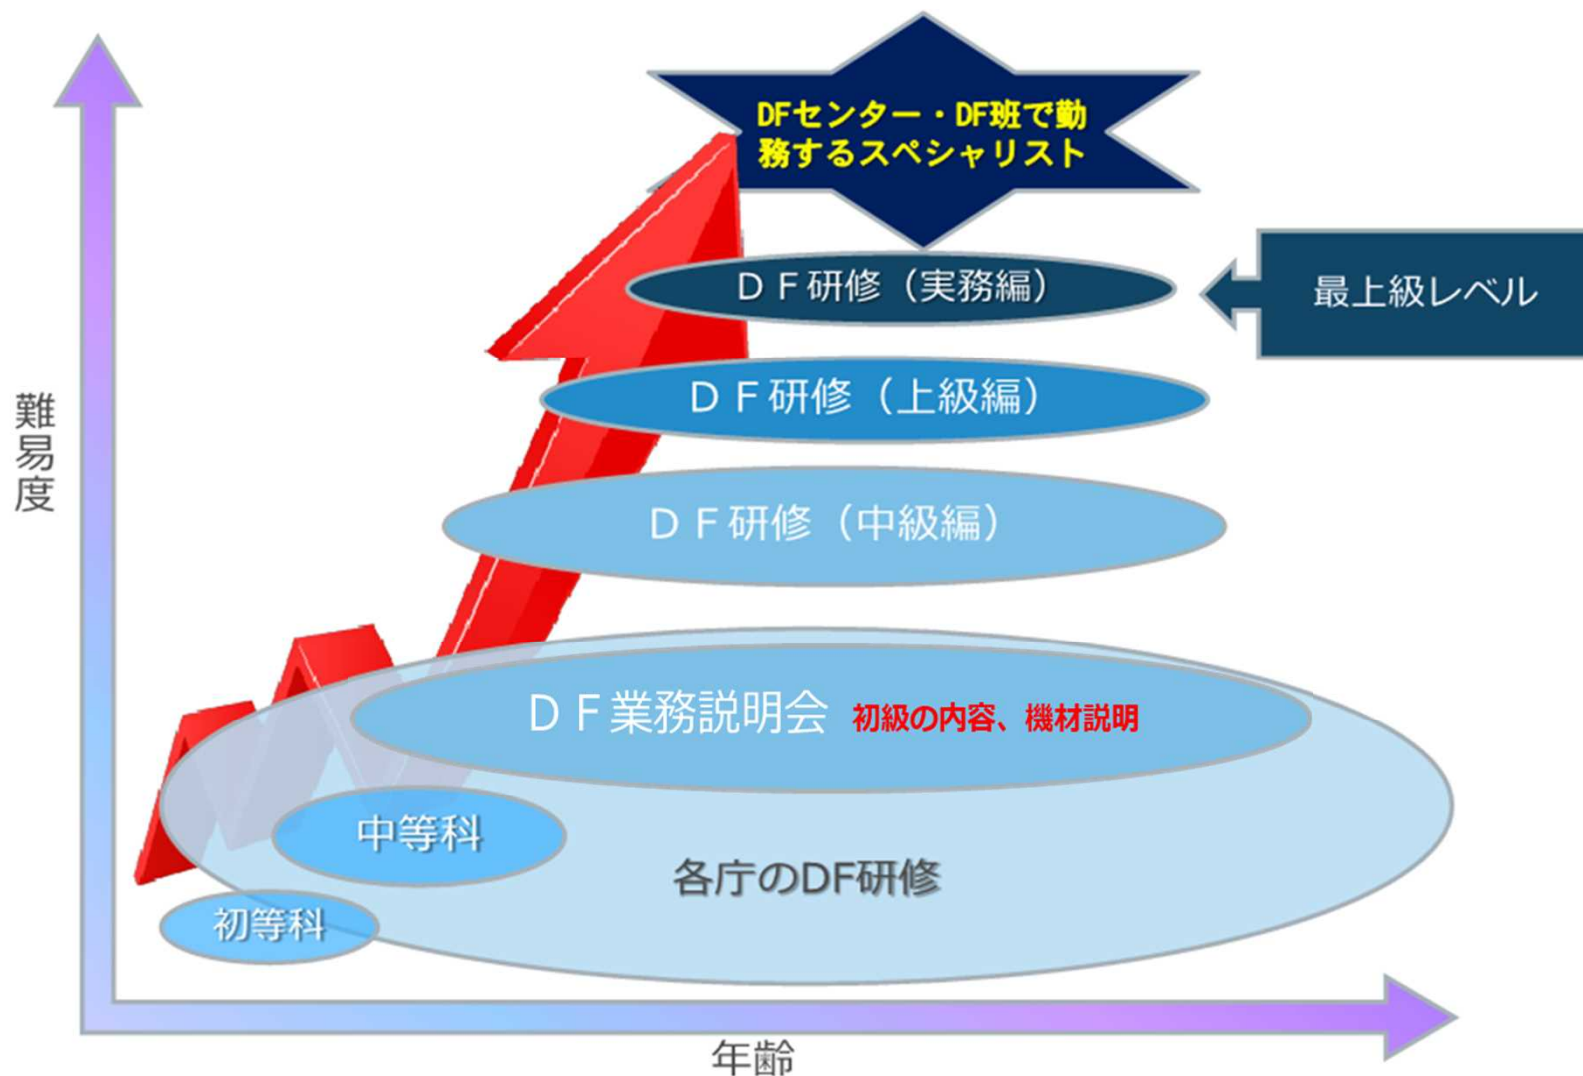 DFセンター・DF班で勤
務するスペシャリスト
ＤＦ研修（実務編）
最上級レベル
ＤＦ研修（上級編）
難易度
ＤＦ研修（中級編）
ＤＦ業務説明会 初級の内容、機材説明
中等科
各庁のDF研修
初等科
年齢